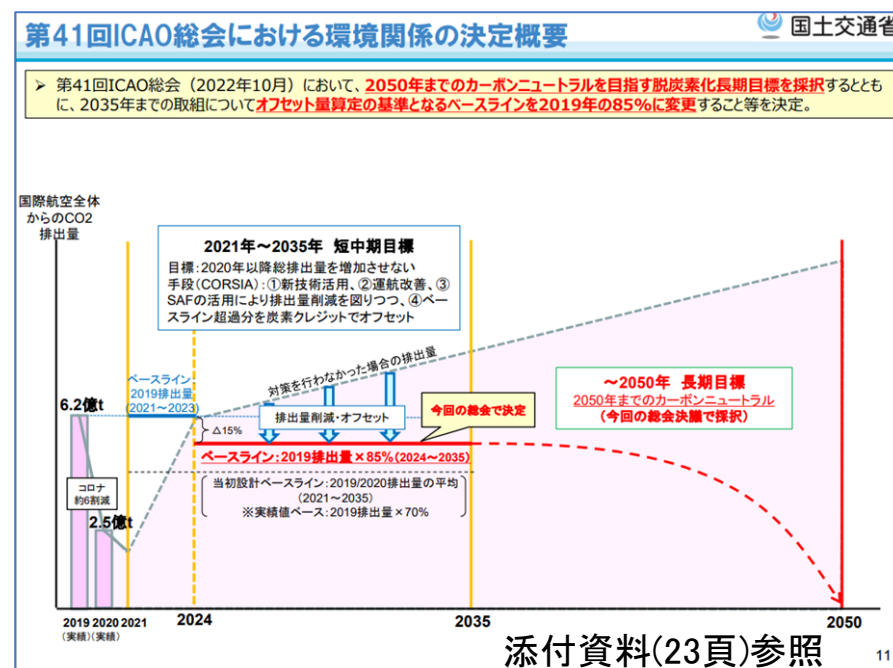 第41回ICAO総会における環境関係の決定概要
国土交通省
➢ 第41回ICAO総会（2022年10月）において、2050年までのカーボンニュートラルを目指す脱炭素化長期目標を採択するととも
に、2035年までの取組についてオフセット量算定の基準となるベースラインを2019年の85%に変更すること等を決定。
国際航空全体
からのCO2
排出量
2021年～2035年 短中期目標
目標：2020年以降総排出量を増加させない
手段(CORSIA)：①新技術活用、②運航改善、③
SAFの活用により排出量削減を図りつつ、④ベー
スライン超過分を炭素クレジットでオフセット
対策を行わなかった場合の排出量
ベースライン：
2019排出量
(2021～2023)
6.2億t
排出削減・オフセット
今回の総会で決定
～2050年 長期目標
2050年までのカーボンニュートラル
(今回の総会決議で採択)
△15%
ベースライン：2019排出量×85%(2024～2035)
コロナ
約6割減
当初設計ベースライン：2019/2020排出量の平均
(2021～2035)
※実績値ベース：2019排出量×70%
2.5億t
2019 2020 2021 2024 2035 2050
(実績)(実績)
添付資料(23頁)参照
11